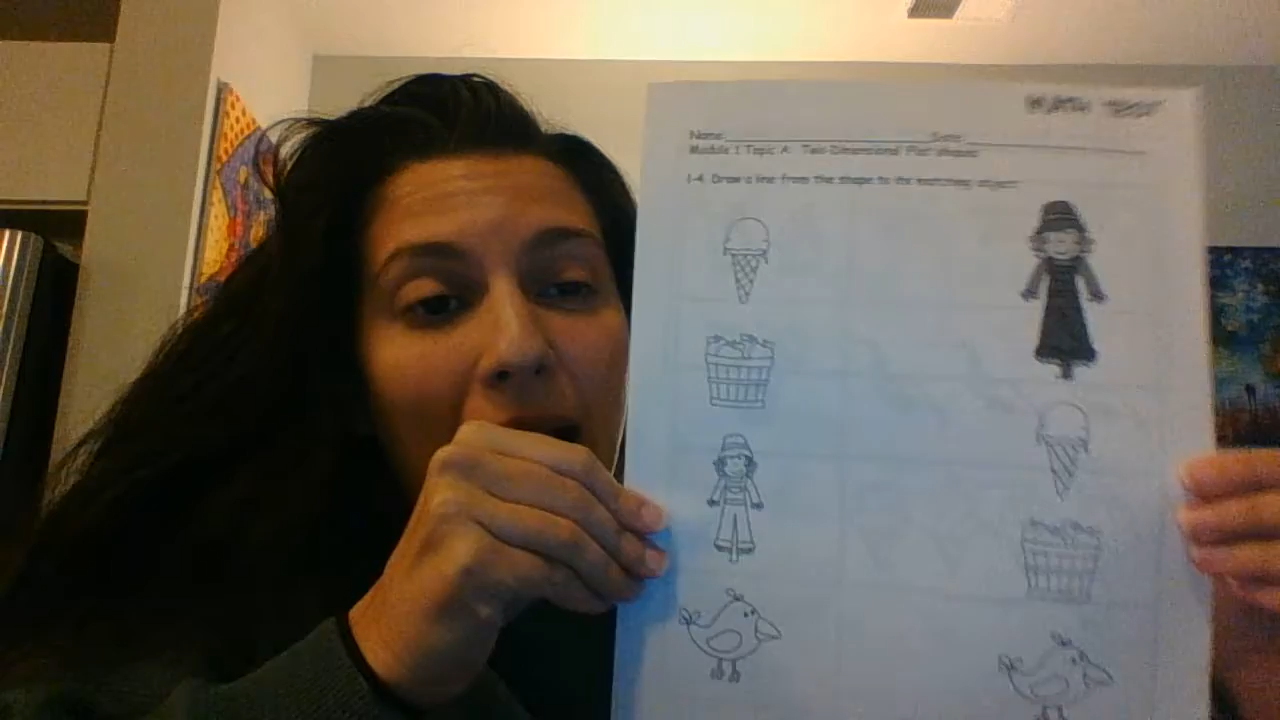 Name Date
Module 1 Topic A: Two-Dimensional Flat Shapes
1-4 Draw a line from the shape to its matching object.